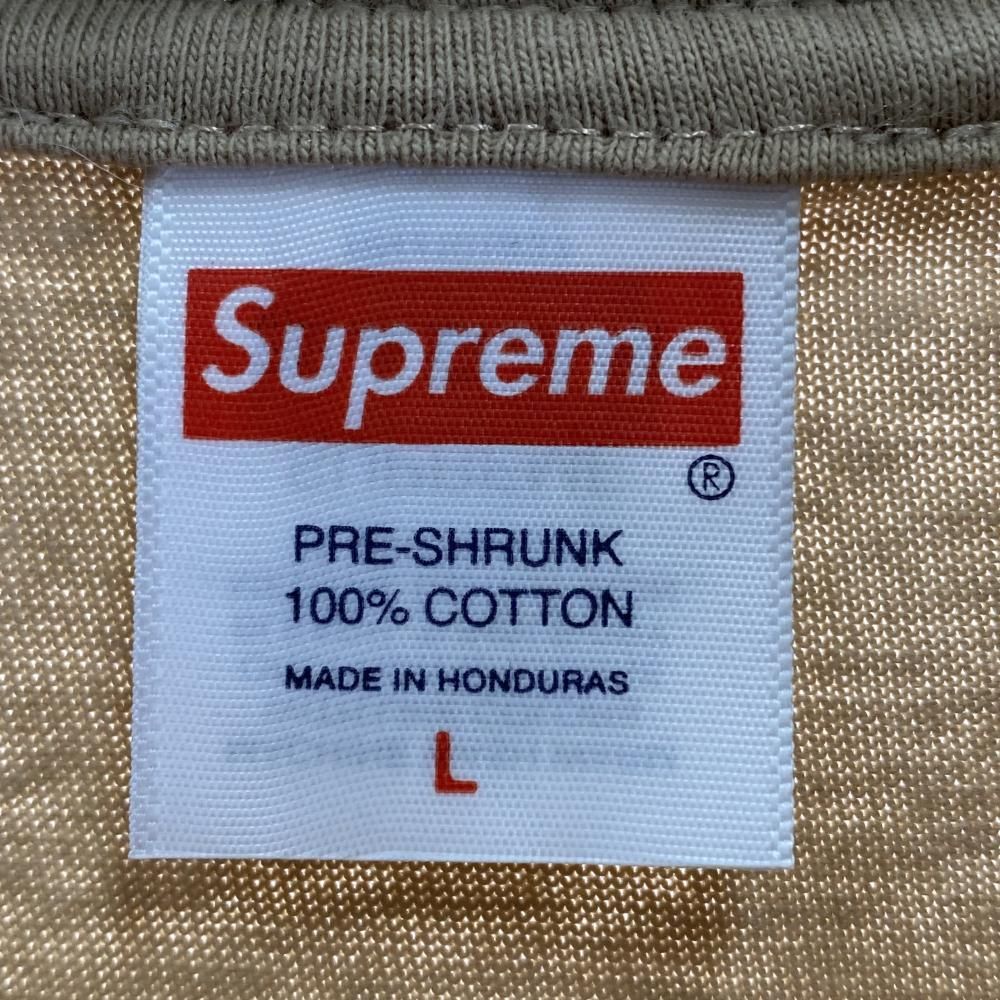 Supreme
®
PRE-SHRUNK
100% COTTON
MADE IN HONDURAS
L